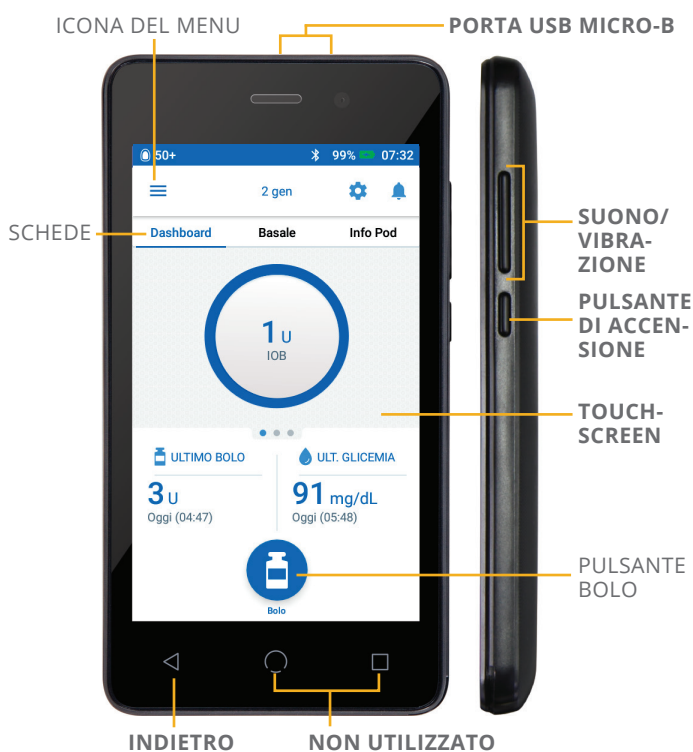 ICONA DEL MENU
PORTA USB MICRO-B
50+ 99% 07:32
2 gen
SCHEDE
Dashboard Basale Info Pod
SUONO/
VIBRA-
ZIONE
PULSANTE
DI ACCEN-
SIONE
1 U
IOB
TOUCH-
SCREEN
ULTIMO BOLO
ULT. GLICEMIA
3 U
91 mg/dL
Oggi (04:47)
Oggi (05:48)
PULSANTE
BOLO
Bolo
INDIETRO
NON UTILIZZATO